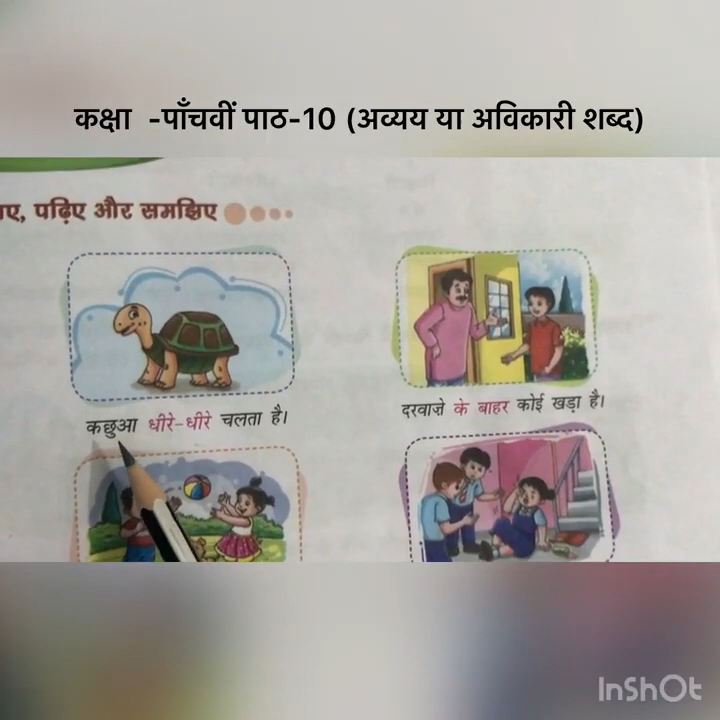 कक्षा -पाँचवीं पाठ-10 (अव्यय या अविकारी शब्द)
पढ़िए और समझिए
कछुआ धीरे-धीरे चलता है।
दरवाज़े के बाहर कोई खड़ा है।
InShOt